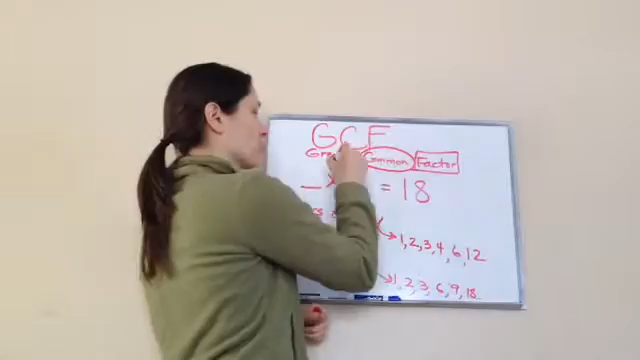 GCF
Common Factor
= 18
1, 2, 3, 4, 6, 12
1, 2, 3, 6, 9, 18